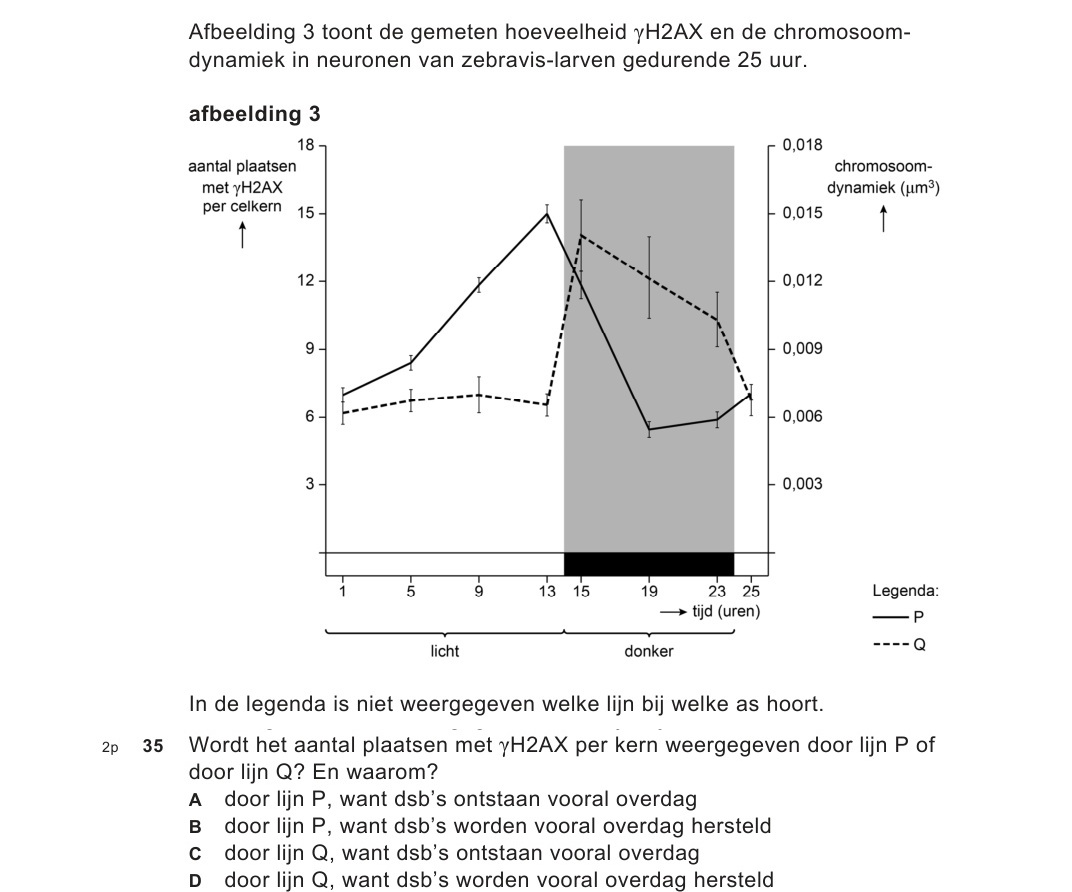 Afbeelding 3 toont de gemeten hoeveelheid γH2AX en de chromosoom-
dynamiek in neuronen van zebravis-larven gedurende 25 uur.
afbeelding 3
aantal plaatsen
met γH2AX
per celkern
18
15
12
9
6
3
0,018
0,015
0,012
0,009
0,006
0,003
chromosoom-
dynamiek (μm³)
1 5 9 13 15 19 23 25
tijd (uren)
licht donker
Legenda:
P
Q
In de legenda is niet weergegeven welke lijn bij welke as hoort.
2p 35 Wordt het aantal plaatsen met γH2AX per kern weergegeven door lijn P of
door lijn Q? En waarom?
A door lijn P, want dsb's ontstaan vooral overdag
B door lijn P, want dsb's worden vooral overdag hersteld
C door lijn Q, want dsb's ontstaan vooral overdag
D door lijn Q, want dsb's worden vooral overdag hersteld